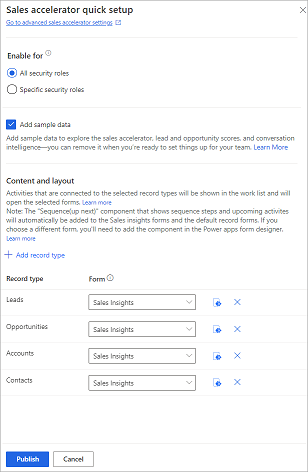 Sales accelerator quick setup
Go to advanced sales accelerator settings
Enable for
All security roles
Specific security roles
Add sample data
Add sample data to explore the sales accelerator, lead and opportunity scores, and conversation
intelligence—you can remove it when you're ready to set things up for your team. Learn More
Content and layout
Activities that are connected to the selected record types will be shown in the work list and will
open the selected forms. Learn more
Note: The "Sequence(up next)" component that shows sequence steps and upcoming activites
will automatically be added to the Sales insights forms and the default record forms. If you
choose a different form, you'll need to add the component in the Power apps form designer.
Learn more
Add record type
Record type Form
Leads Sales Insights
Opportunities Sales Insights
Accounts Sales Insights
Contacts Sales Insights
Publish Cancel